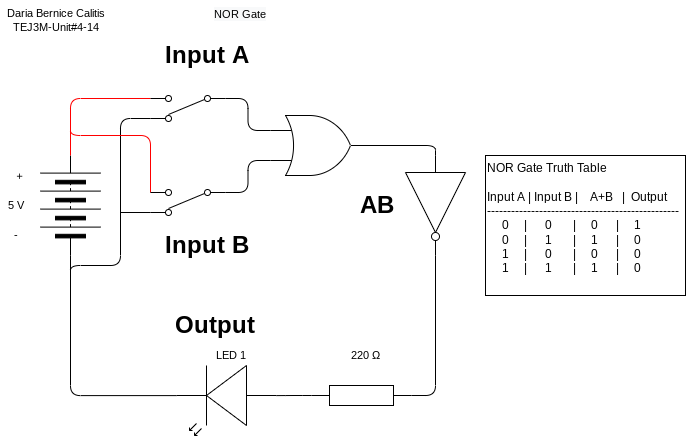 Daria Bernice Calitis
TEJ3M-Unit#4-14
NOR Gate
Input A
+
5 V
-
Input B
AB
Output
LED 1
220 Ω
NOR Gate Truth Table
Input A | Input B | A+B | Output
------------------------------------------------
0 | 0 | 0 | 1
0 | 1 | 1 | 0
1 | 0 | 0 | 0
1 | 1 | 1 | 0